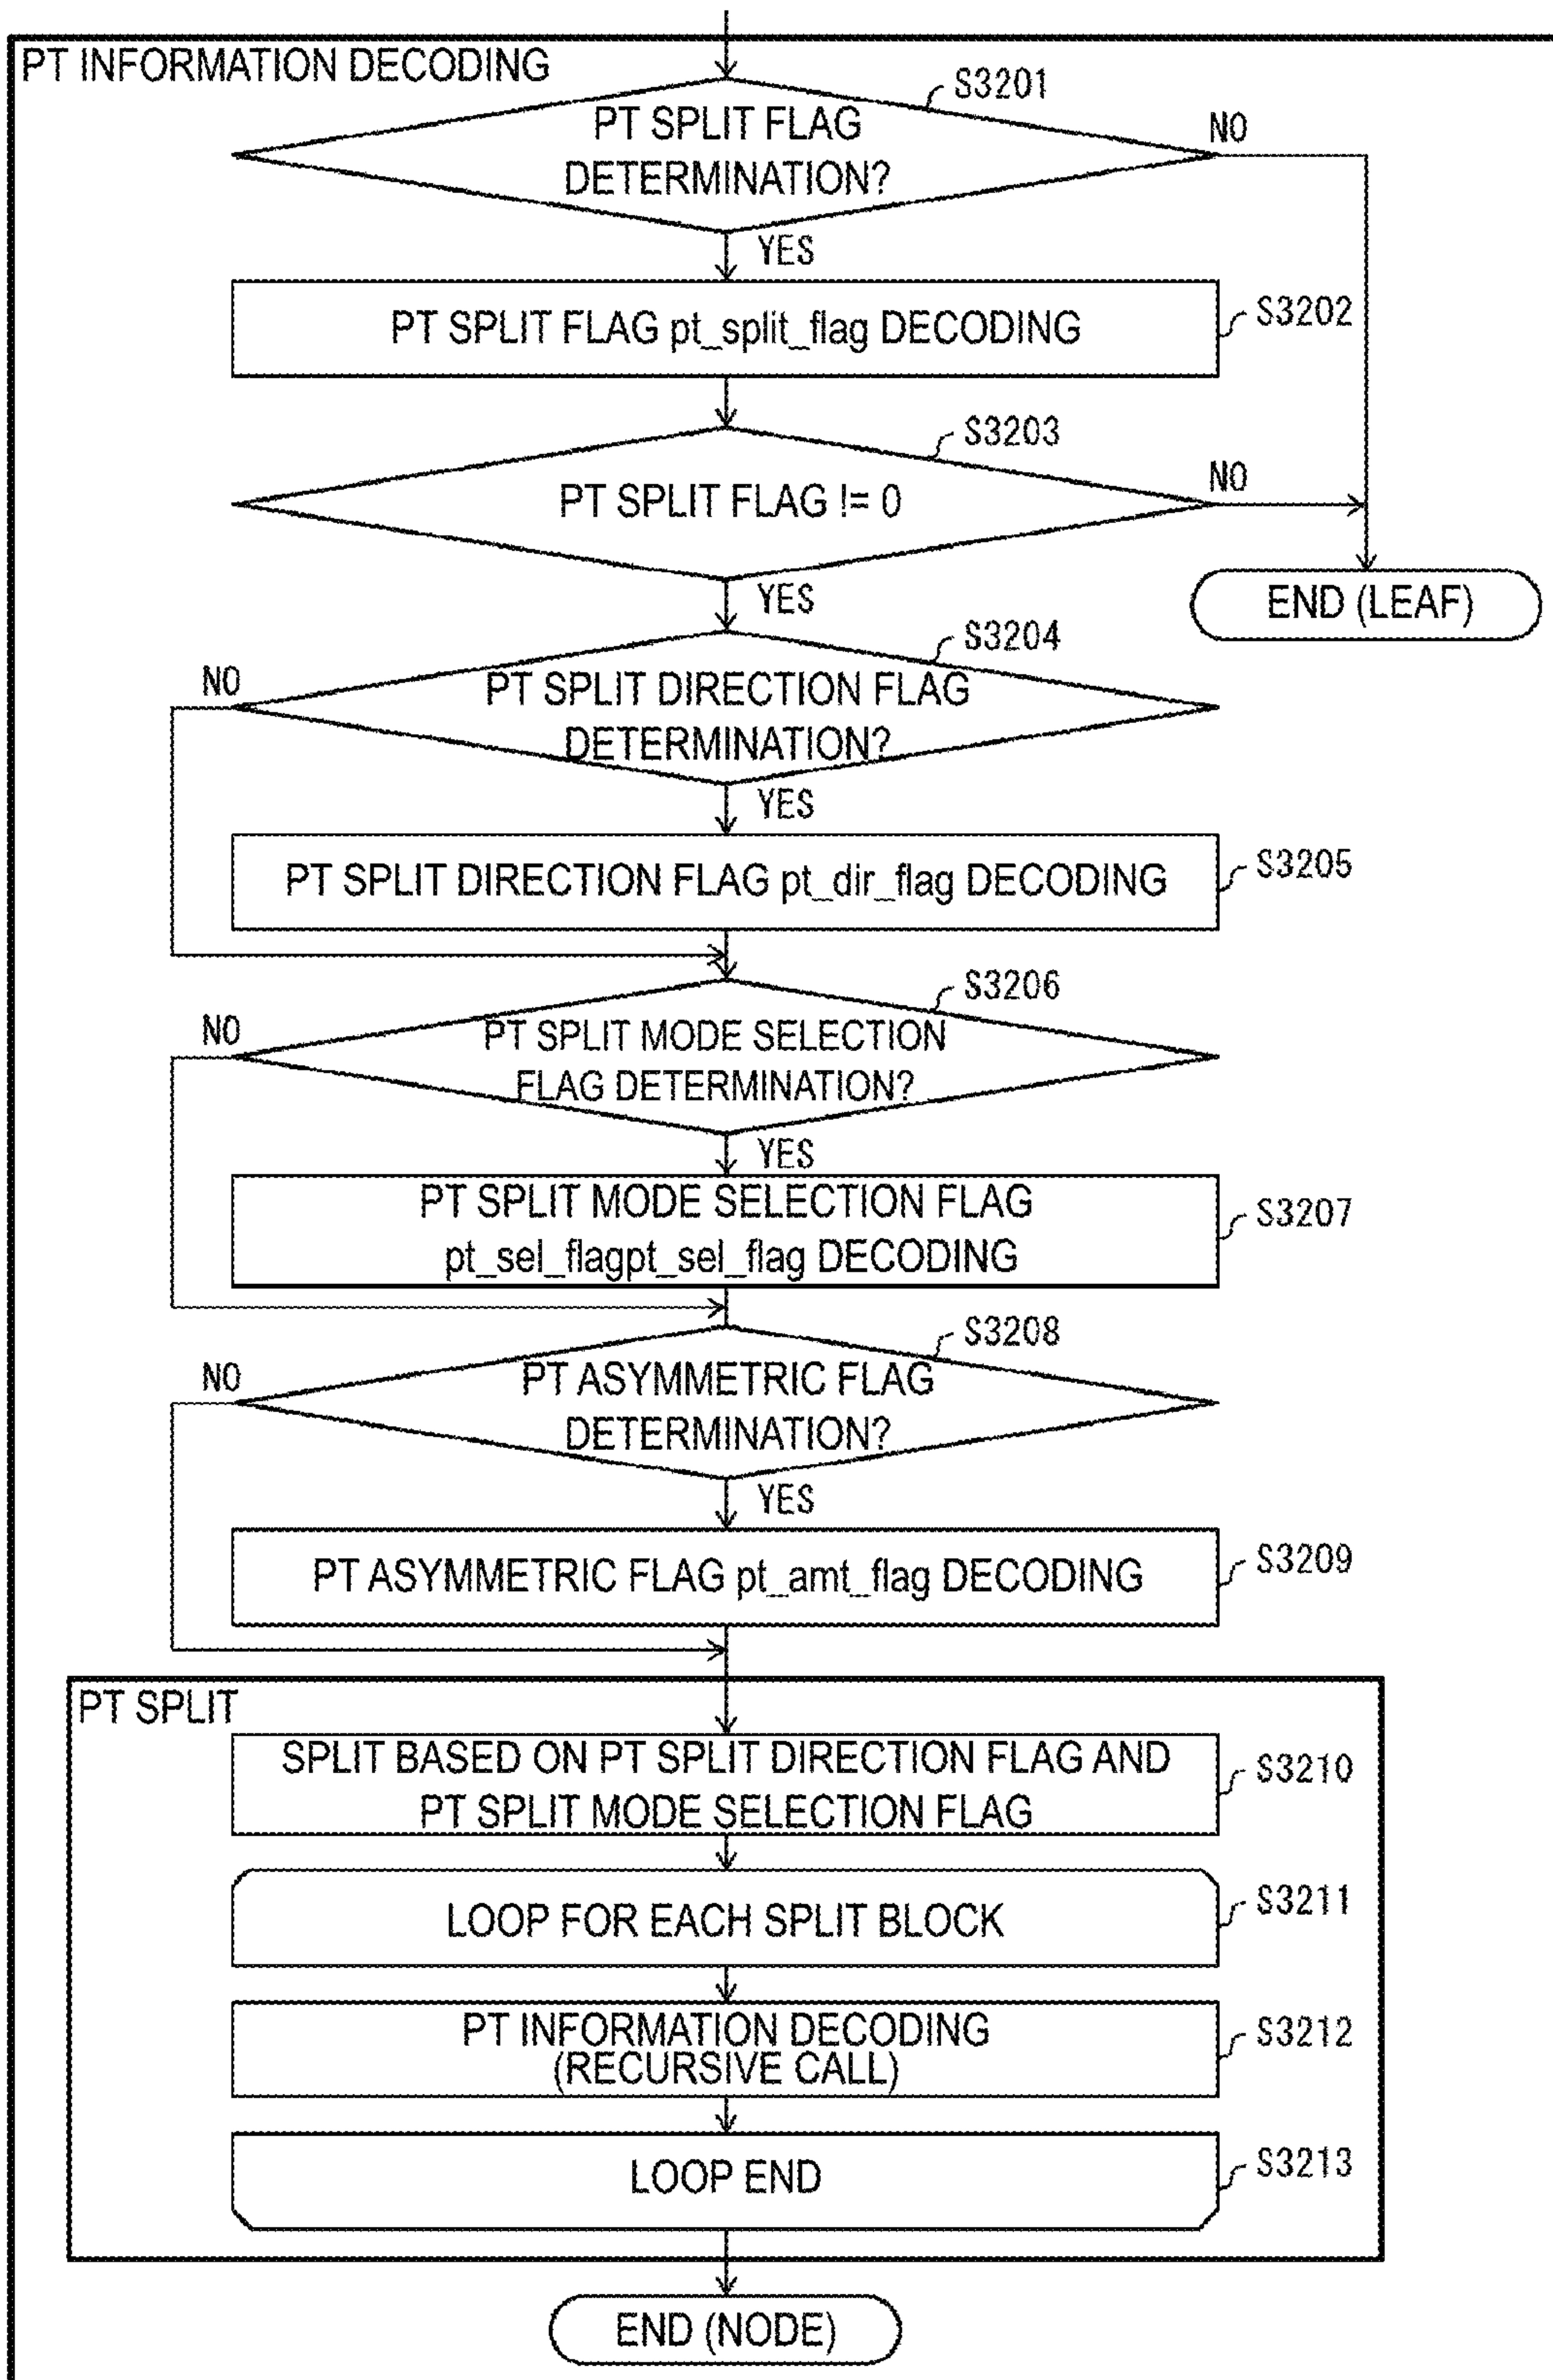 PT INFORMATION DECODING
S3201
PT SPLIT FLAG
DETERMINATION?
NO
YES
PT SPLIT FLAG pt_split_flag DECODING
S3202
S3203
PT SPLIT FLAG != 0
NO
YES
END (LEAF)
S3204
NO
PT SPLIT DIRECTION FLAG
DETERMINATION?
YES
PT SPLIT DIRECTION FLAG pt_dir_flag DECODING
S3205
S3206
NO
PT SPLIT MODE SELECTION
FLAG DETERMINATION?
YES
PT SPLIT MODE SELECTION FLAG
pt_sel_flagpt_sel_flag DECODING
S3207
S3208
NO
PT ASYMMETRIC FLAG
DETERMINATION?
YES
PT ASYMMETRIC FLAG pt_amt_flag DECODING
S3209
PT SPLIT
SPLIT BASED ON PT SPLIT DIRECTION FLAG AND
PT SPLIT MODE SELECTION FLAG
S3210
LOOP FOR EACH SPLIT BLOCK
S3211
PT INFORMATION DECODING
(RECURSIVE CALL)
S3212
LOOP END
S3213
END (NODE)